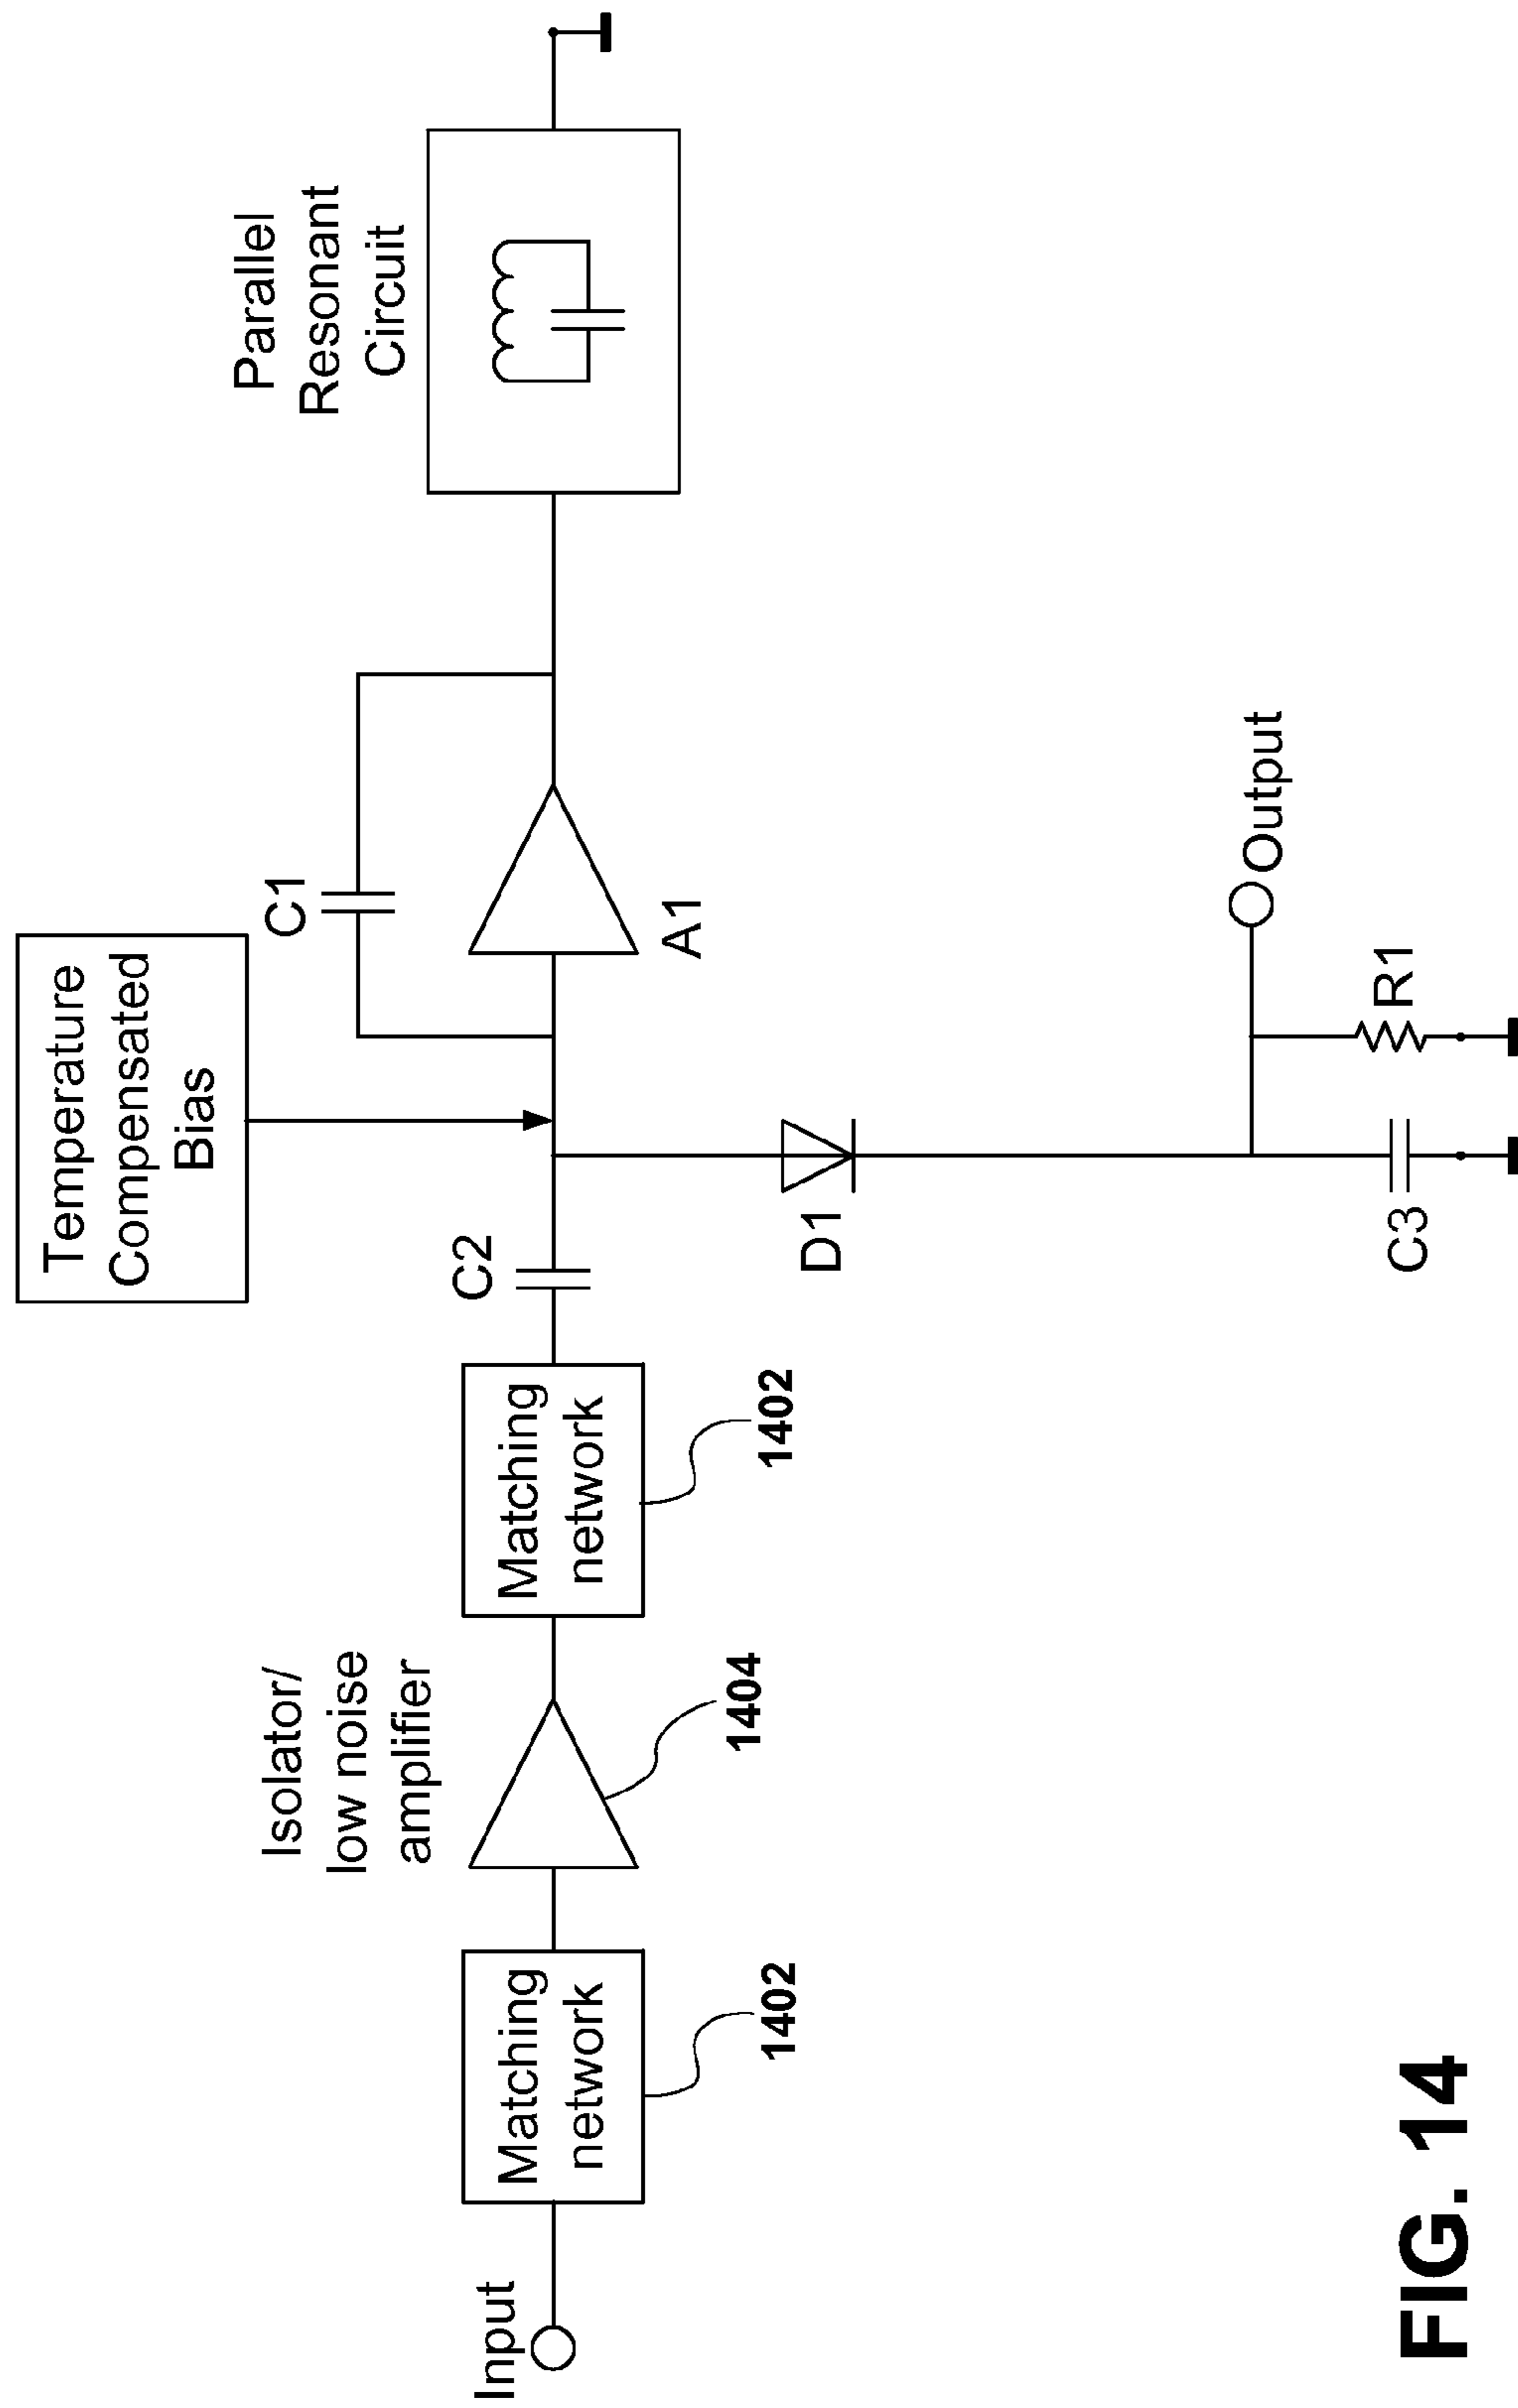 Input
Matching
network
1402
Isolator/
low noise
amplifier
1404
Matching
network
1402
C2
Temperature
Compensated
Bias
C1
A1
Parallel
Resonant
Circuit
D1
Output
C3
R1
FIG. 14